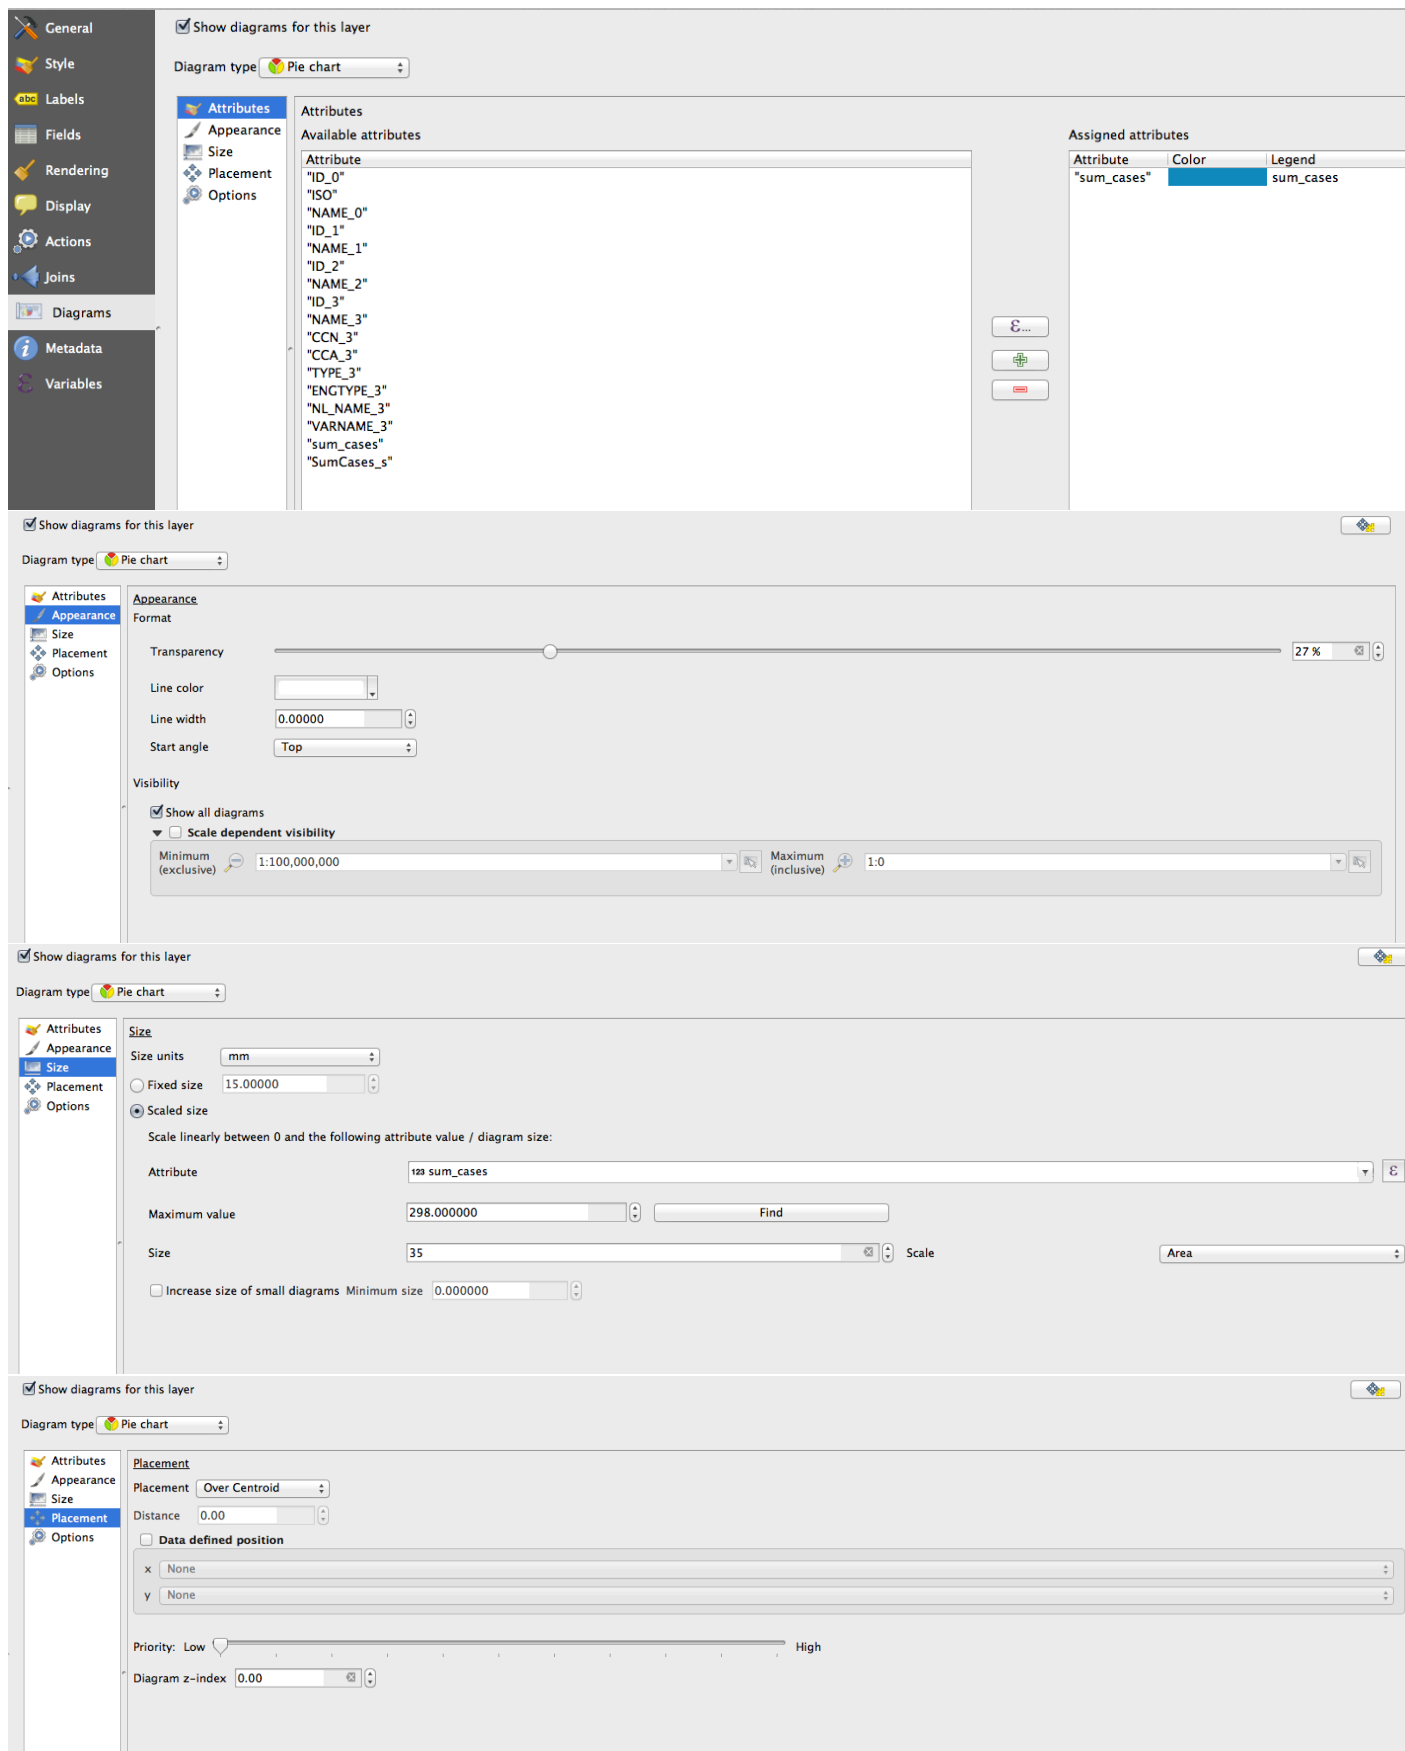 General
Style
abc Labels
Fields
Rendering
Display
Actions
Joins
Diagrams
Metadata
Variables
Show diagrams for this layer
Diagram type Pie chart
Attributes
Appearance
Size
Placement
Options
Attributes
Available attributes
Attribute
"ID_0"
"ISO"
"NAME_0"
"ID_1"
"NAME_1"
"ID_2"
"NAME_2"
"ID_3"
"NAME_3"
"CCN_3"
"CCA_3"
"TYPE_3"
"ENGTYPE_3"
"NL_NAME_3"
"VARNAME_3"
"sum_cases"
"SumCases_s"
ε...
Assigned attributes
Attribute Color Legend
"sum_cases" sum_cases
Show diagrams for this layer
Diagram type Pie chart
Attributes
Appearance
Size
Placement
Options
Appearance
Format
Transparency 27 %
Line color
Line width 0.00000
Start angle Top
Visibility
Show all diagrams
Scale dependent visibility
Minimum (exclusive) 1:100,000,000 Maximum (inclusive) 1:0
Show diagrams for this layer
Diagram type Pie chart
Attributes
Appearance
Size
Placement
Options
Size
Size units mm
Fixed size 15.00000
Scaled size
Scale linearly between 0 and the following attribute value / diagram size:
Attribute 123 sum_cases ε
Maximum value 298.000000 Find
Size 35 Scale Area
Increase size of small diagrams Minimum size 0.000000
Show diagrams for this layer
Diagram type Pie chart
Attributes
Appearance
Size
Placement
Options
Placement
Placement Over Centroid
Distance 0.00
Data defined position
x None
y None
Priority: Low High
Diagram z-index 0.00